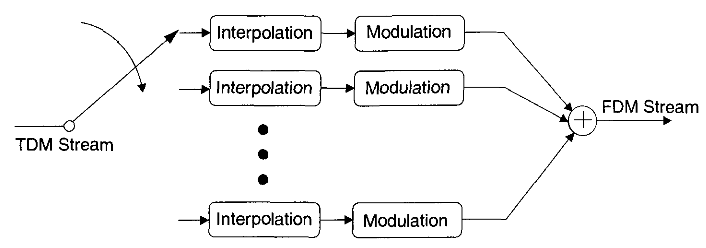 Interpolation Modulation
Interpolation Modulation
FDM Stream
TDM Stream
Interpolation Modulation